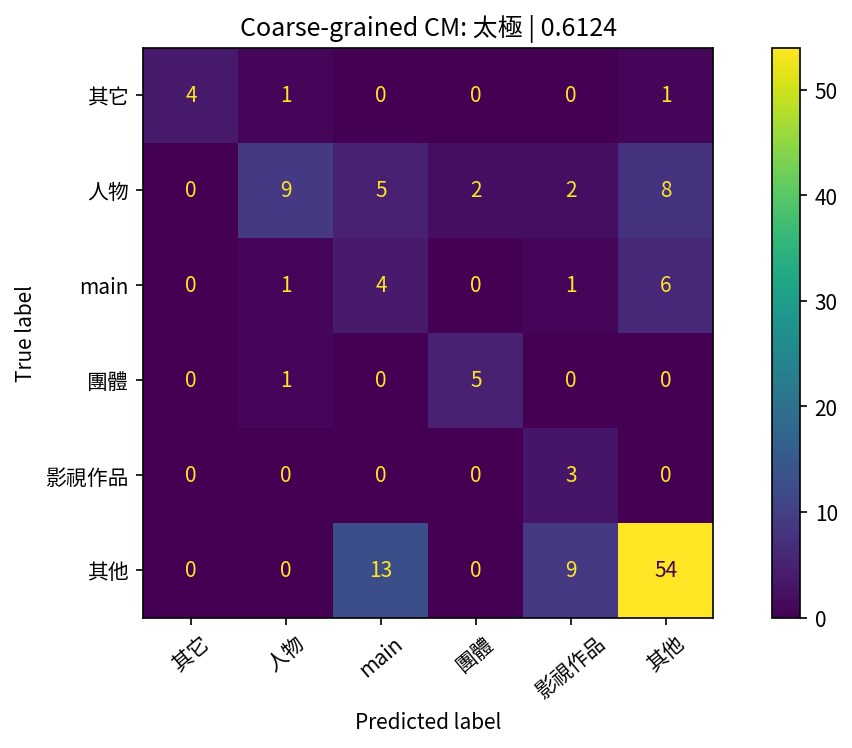 Coarse-grained CM: 太極 | 0.6124
True label
其它 4 1 0 0 0 1
人物 0 9 5 2 2 8
main 0 1 4 0 1 6
團體 0 1 0 5 0 0
影視作品 0 0 0 0 3 0
其他 0 0 13 0 9 54
其它 人物 main 團體 影視作品 其他
Predicted label
50
40
30
20
10
0